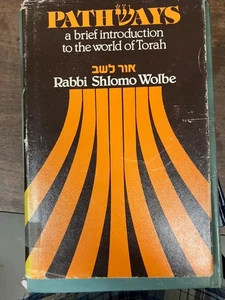 PATHWAYS
a brief introduction
to the world of Torah
אור לשב
Rabbi Shlomo Wolbe